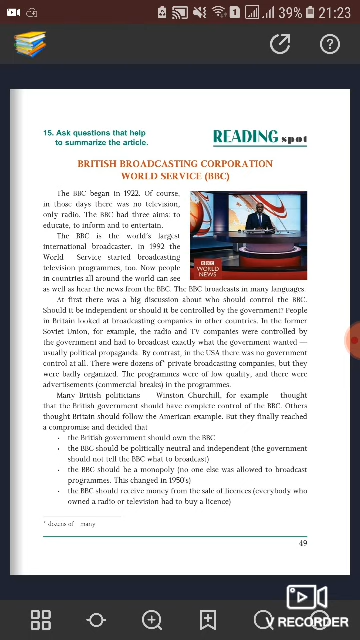 39% 21:23
15. Ask questions that help
to summarize the article.
READING spot
BRITISH BROADCASTING CORPORATION
WORLD SERVICE (BBC)
The BBC began in 1922. Of course,
in those days there was no television,
only radio. The BBC had three aims: to
educate, to inform and to entertain.
The BBC is the world's largest
international broadcaster. In 1992 the
World Service started broadcasting
television programmes, too. Now people
in countries all around the world can see
as well as hear the news from the BBC. The BBC broadcasts in many languages.
BBC
WORLD
NEWS
At first there was a big discussion about who should control the BBC.
Should it be independent or should it be controlled by the government? People
in Britain looked at broadcasting companies in other countries. In the former
Soviet Union, for example, the radio and TV companies were controlled by
the government and had to broadcast exactly what the government wanted —
usually political propaganda. By contrast, in the USA there was no government
control at all. There were dozens of* private broadcasting companies, but they
were badly organized. The programmes were of low quality, and there were
advertisements (commercial breaks) in the programmes.
Many British politicians Winston Churchill, for example thought
that the British government should have complete control of the BBC. Others
thought Britain should follow the American example. But they finally reached
a compromise and decided that
• the British government should own the BBC
• the BBC should be politically neutral and independent (the government
should not tell the BBC what to broadcast)
• the BBC should be a monopoly (no one else was allowed to broadcast
programmes. This changed in 1950's)
• the BBC should receive money from the sale of licences (everybody who
owned a radio or television had to buy a licence)
* dozens of many
49
V RECORDER